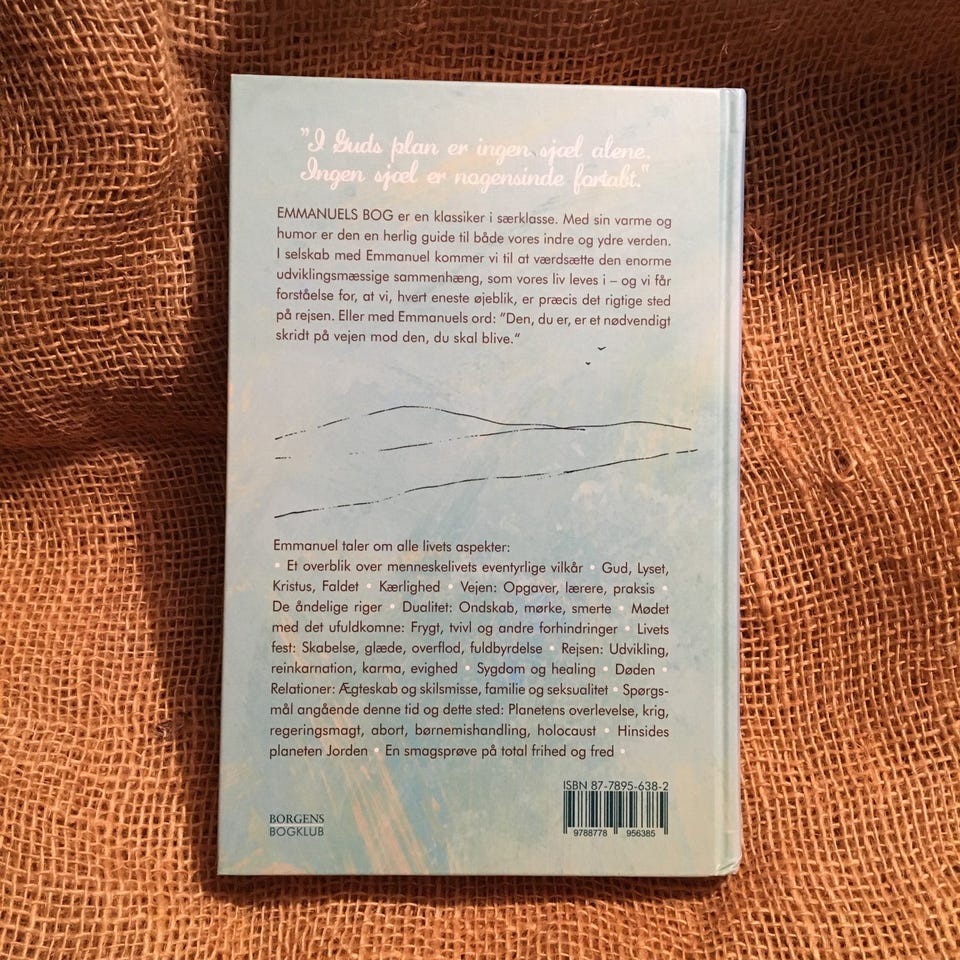 "I Guds plan er ingen sjæl alene.
Ingen sjæl er nogensinde fortabt."
EMMANUELS BOG er en klassiker i særklasse. Med sin varme og
humor er den en herlig guide til både vores indre og ydre verden.
I selskab med Emmanuel kommer vi til at værdsætte den enorme
udviklingsmæssige sammenhæng, som vores liv leves i – og vi får
forståelse for, at vi, hvert eneste øjeblik, er præcis det rigtige sted
på rejsen. Eller med Emmanuels ord: "Den, du er, er et nødvendigt
skridt på vejen mod den, du skal blive."
Emmanuel taler om alle livets aspekter:
• Et overblik over menneskelivets eventyrlige vilkår • Gud, Lyset,
Kristus, Faldet • Kærlighed • Vejen: Opgaver, lærere, praksis •
De åndelige riger • Dualitet: Ondskab, mørke, smerte • Mødet
med det ufuldkomne: Frygt, tvivl og andre forhindringer • Livets
fest: Skabelse, glæde, overflod, fuldbyrdelse • Rejsen: Udvikling,
reinkarnation, karma, evighed • Sygdom og healing • Døden •
Relationer: Ægteskab og skilsmisse, familie og seksualitet • Spørgs-
mål angående denne tid og dette sted: Planetens overlevelse, krig,
regeringsmagt, abort, børnemishandling, holocaust • Hinsides
planeten Jorden • En smagsprøve på total frihed og fred •
ISBN 87-7895-638-2
9788778 956385
BORGENS
BOGKLUB